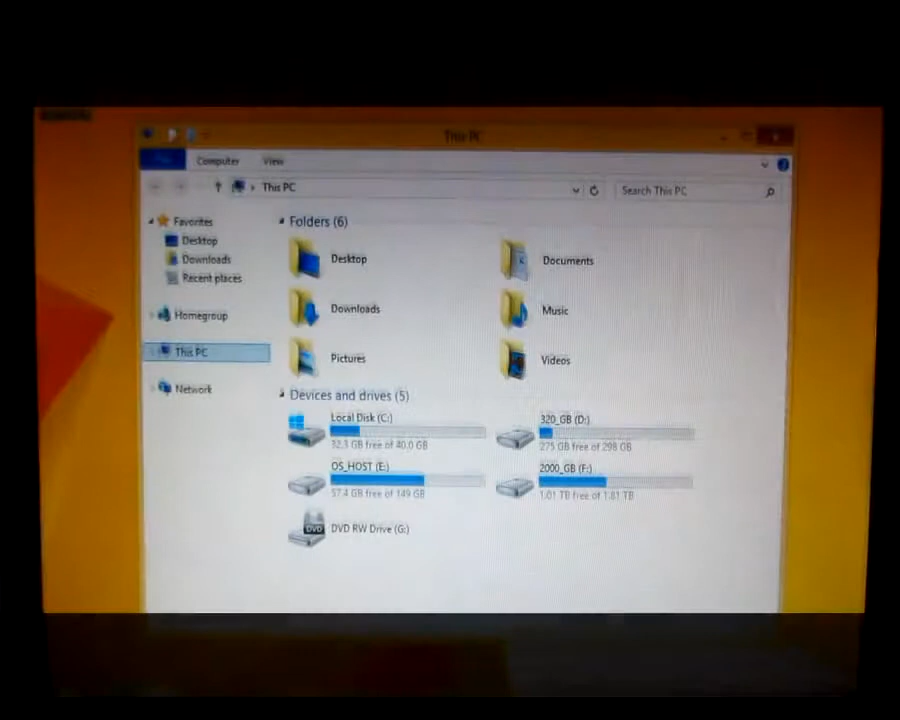 This PC
Computer View
This PC
Search This PC
Favorites
Desktop
Downloads
Recent places
Homegroup
This PC
Network
Folders (6)
Desktop
Documents
Downloads
Music
Pictures
Videos
Devices and drives (5)
Local Disk (C:)
32.3 GB free of 40.0 GB
320_GB (D:)
275 GB free of 298 GB
OS_HOST (E:)
57.4 GB free of 149 GB
2000_GB (F:)
1.01 TB free of 1.81 TB
DVD
DVD RW Drive (G:)